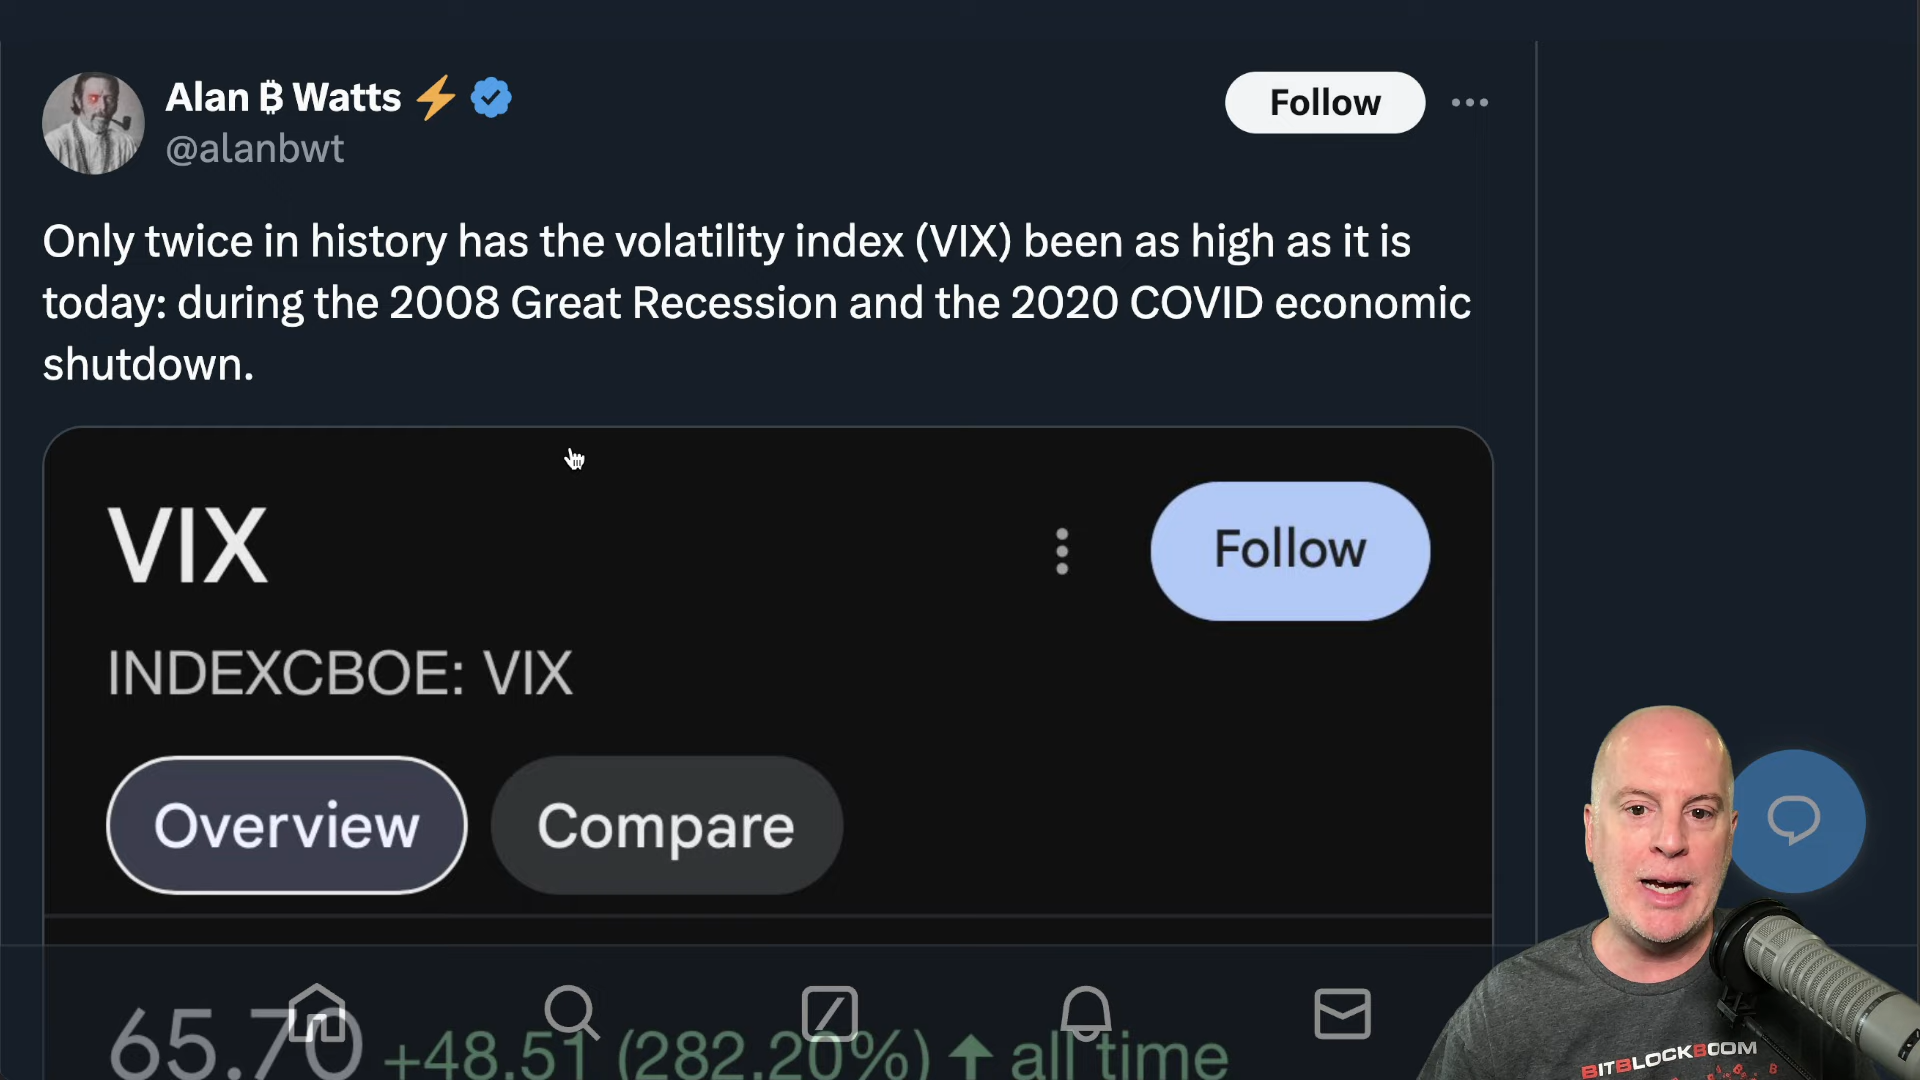 Alan ₿ Watts ⚡
@alanbwt
Follow
Only twice in history has the volatility index (VIX) been as high as it is
today: during the 2008 Great Recession and the 2020 COVID economic
shutdown.
VIX
Follow
INDEXCBOE: VIX
Overview
Compare
65.70 +48.51 (282.20%) ↑ all time
BITBLOCKBOOM